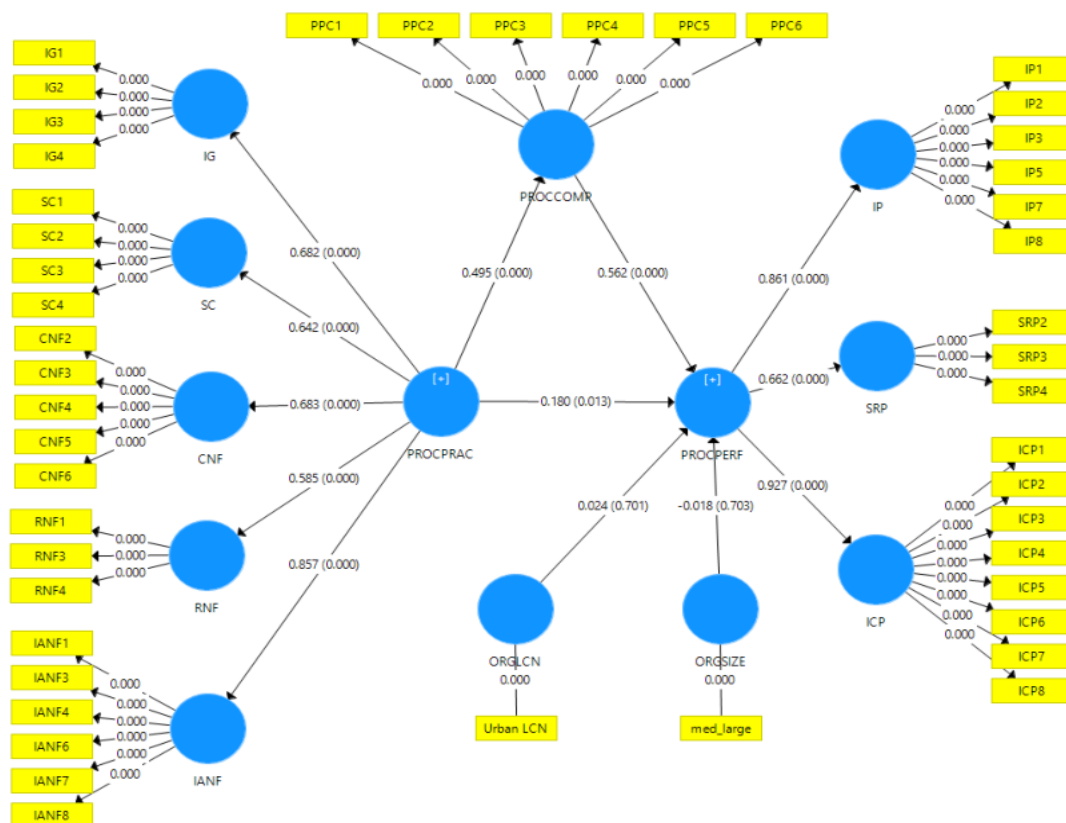 PPC1
PPC2
PPC3
PPC4
PPC5
PPC6
0.000
0.000
0.000
0.000
0.000
0.000
PROCCOMP
IG1
IG2
IG3
IG4
0.000
0.000
0.000
0.000
IG
SC1
SC2
SC3
SC4
0.000
0.000
0.000
0.000
SC
CNF2
CNF3
CNF4
CNF5
CNF6
0.000
0.000
0.000
0.000
0.000
CNF
RNF1
RNF3
RNF4
0.000
0.000
0.000
RNF
IANF1
IANF3
IANF4
IANF6
IANF7
IANF8
0.000
0.000
0.000
0.000
0.000
0.000
IANF
0.682 (0.000)
0.642 (0.000)
0.683 (0.000)
0.585 (0.000)
0.857 (0.000)
[+]
PROCPRAC
0.495 (0.000)
0.562 (0.000)
0.180 (0.013)
[+]
PROCPERF
0.024 (0.701)
-0.018 (0.703)
ORGLCN
0.000
Urban LCN
ORGSIZE
0.000
med_large
0.861 (0.000)
0.662 (0.000)
0.927 (0.000)
IP
0.000
0.000
0.000
0.000
0.000
0.000
IP1
IP2
IP3
IP5
IP7
IP8
SRP
0.000
0.000
0.000
SRP2
SRP3
SRP4
ICP
0.000
0.000
0.000
0.000
0.000
0.000
0.000
0.000
ICP1
ICP2
ICP3
ICP4
ICP5
ICP6
ICP7
ICP8